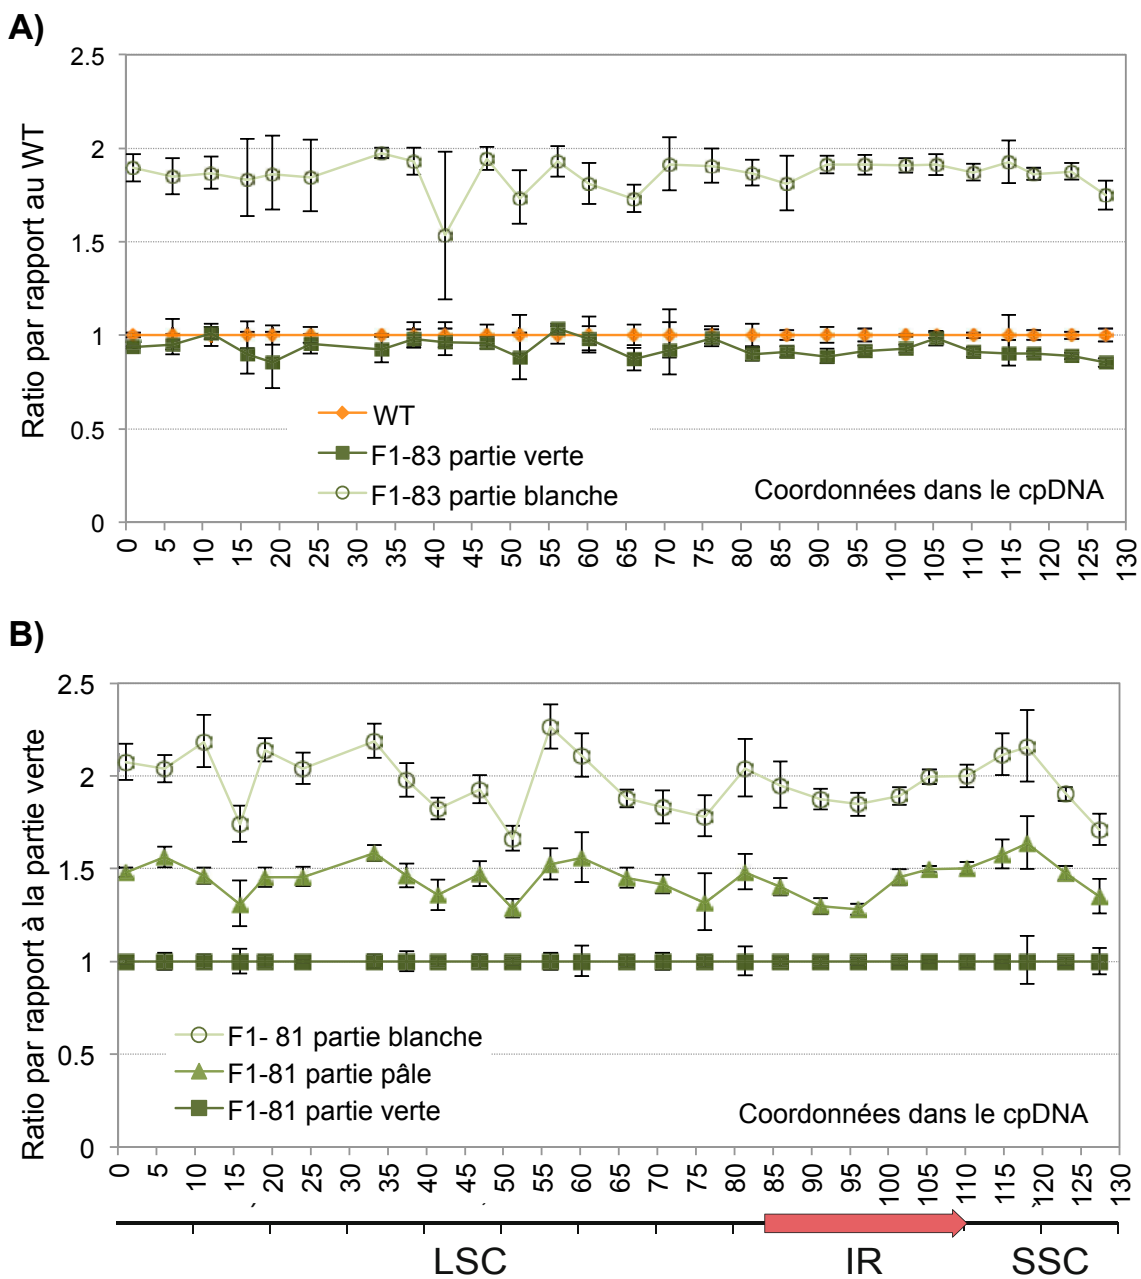 A)
Ratio par rapport au WT
2.5
2
1.5
1
0.5
0
WT
F1-83 partie verte
F1-83 partie blanche
Coordonnées dans le cpDNA
0 5 10 15 20 25 30 35 40 45 50 55 60 65 70 75 80 85 90 95 100 105 110 115 120 125 130
B)
Ratio par rapport à la partie verte
2.5
2
1.5
1
0.5
0
F1- 81 partie blanche
F1-81 partie pâle
F1-81 partie verte
Coordonnées dans le cpDNA
0 5 10 15 20 25 30 35 40 45 50 55 60 65 70 75 80 85 90 95 100 105 110 115 120 125 130
LSC IR SSC